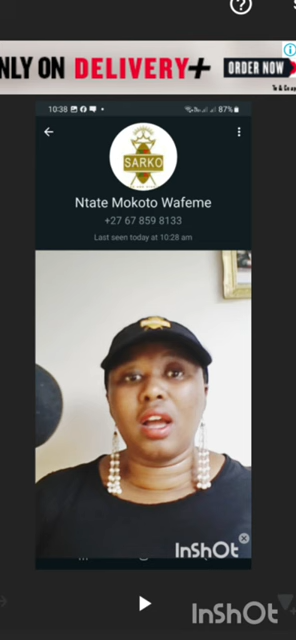 NLY ON DELIVERY+
ORDER NOW
10:38
87%
SARKO
Ntate Mokoto Wafeme
+27 67 859 8133
Last seen today at 10:28 am
InShOt
InShOt